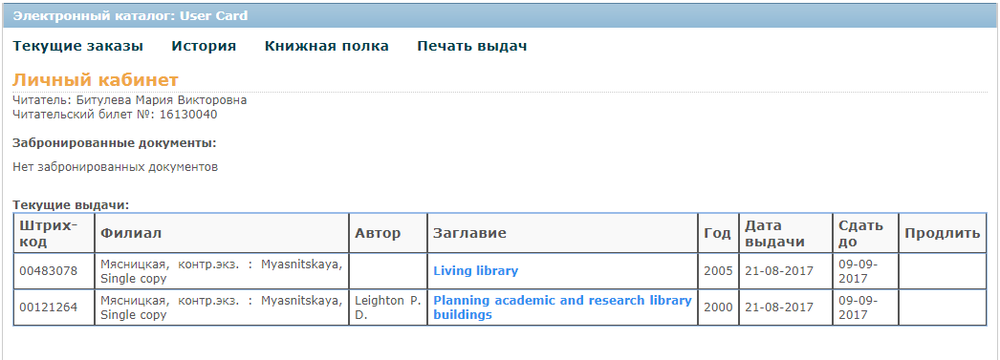 Электронный каталог: User Card
Текущие заказы История Книжная полка Печать выдач
Личный кабинет
Читатель: Битулева Мария Викторовна
Читательский билет №: 16130040
Забронированные документы:
Нет забронированных документов
Текущие выдачи:
Штрих-
код
Филиал
Автор
Заглавие
Год
Дата
выдачи
Сдать
до
Продлить
00483078
Мясницкая, контр.экз. : Myasnitskaya,
Single copy
Living library
2005
21-08-2017
09-09-
2017
00121264
Мясницкая, контр.экз. : Myasnitskaya,
Single copy
Leighton P.
D.
Planning academic and research library
buildings
2000
21-08-2017
09-09-
2017